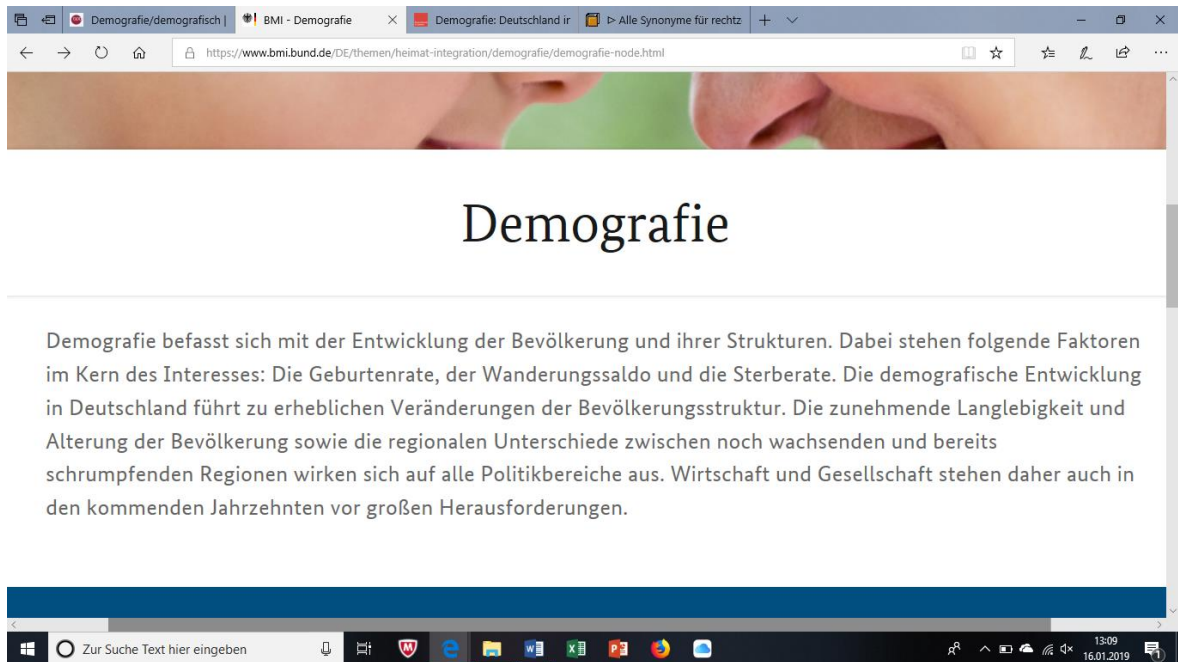 Demografie/demografisch |
BMI - Demografie
Demografie: Deutschland ir
▷ Alle Synonyme für rechtz
https://www.bmi.bund.de/DE/themen/heimat-integration/demografie/demografie-node.html
Demografie
Demografie befasst sich mit der Entwicklung der Bevölkerung und ihrer Strukturen. Dabei stehen folgende Faktoren
im Kern des Interesses: Die Geburtenrate, der Wanderungssaldo und die Sterberate. Die demografische Entwicklung
in Deutschland führt zu erheblichen Veränderungen der Bevölkerungsstruktur. Die zunehmende Langlebigkeit und
Alterung der Bevölkerung sowie die regionalen Unterschiede zwischen noch wachsenden und bereits
schrumpfenden Regionen wirken sich auf alle Politikbereiche aus. Wirtschaft und Gesellschaft stehen daher auch in
den kommenden Jahrzehnten vor großen Herausforderungen.
Zur Suche Text hier eingeben
13:09
16.01.2019